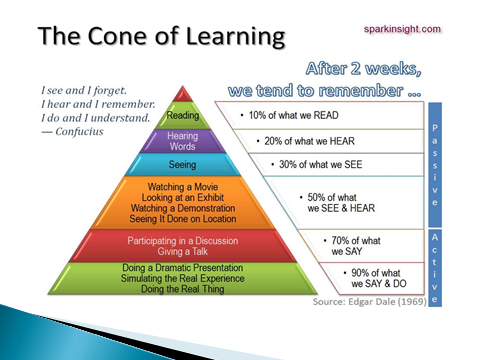 The Cone of Learning
sparkinsight.com
After 2 weeks,
we tend to remember ...
I see and I forget.
I hear and I remember.
I do and I understand.
— Confucius
Reading
• 10% of what we READ
Hearing
Words
• 20% of what we HEAR
Seeing
• 30% of what we SEE
Watching a Movie
Looking at an Exhibit
Watching a Demonstration
Seeing It Done on Location
• 50% of what
we SEE & HEAR
Participating in a Discussion
Giving a Talk
• 70% of what
we SAY
Doing a Dramatic Presentation
Simulating the Real Experience
Doing the Real Thing
• 90% of what
we SAY & DO
Passive
Active
Source: Edgar Dale (1969)